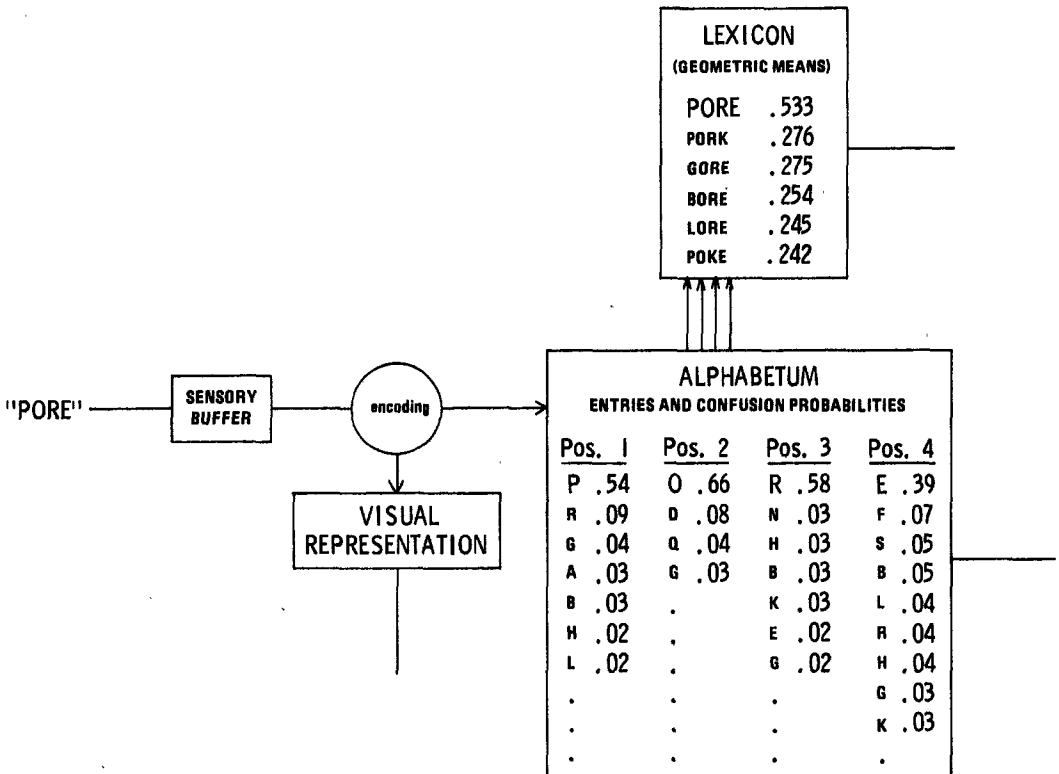 LEXICON
(GEOMETRIC MEANS)
PORE .533
PORK .276
GORE .275
BORE .254
LORE .245
POKE .242
"PORE"
SENSORY
BUFFER
encoding
VISUAL
REPRESENTATION
ALPHABETUM
ENTRIES AND CONFUSION PROBABILITIES
Pos. 1 Pos. 2 Pos. 3 Pos. 4
P .54 O .66 R .58 E .39
R .09 D .08 N .03 F .07
G .04 Q .04 H .03 S .05
A .03 G .03 B .03 B .05
B .03 . K .03 L .04
H .02 . E .02 R .04
L .02 . G .02 H .04
. . . G .03
. . . K .03
. . . .